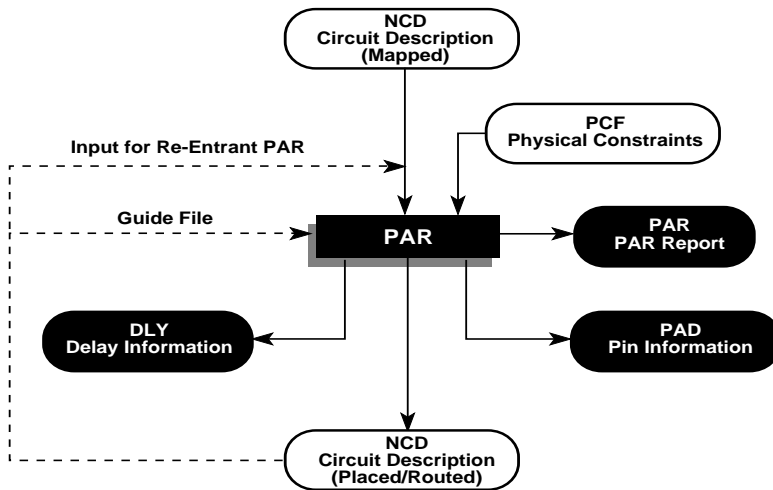 NCD
Circuit Description
(Mapped)
PCF
Physical Constraints
Input for Re-Entrant PAR
Guide File
PAR
PAR
PAR Report
DLY
Delay Information
PAD
Pin Information
NCD
Circuit Description
(Placed/Routed)